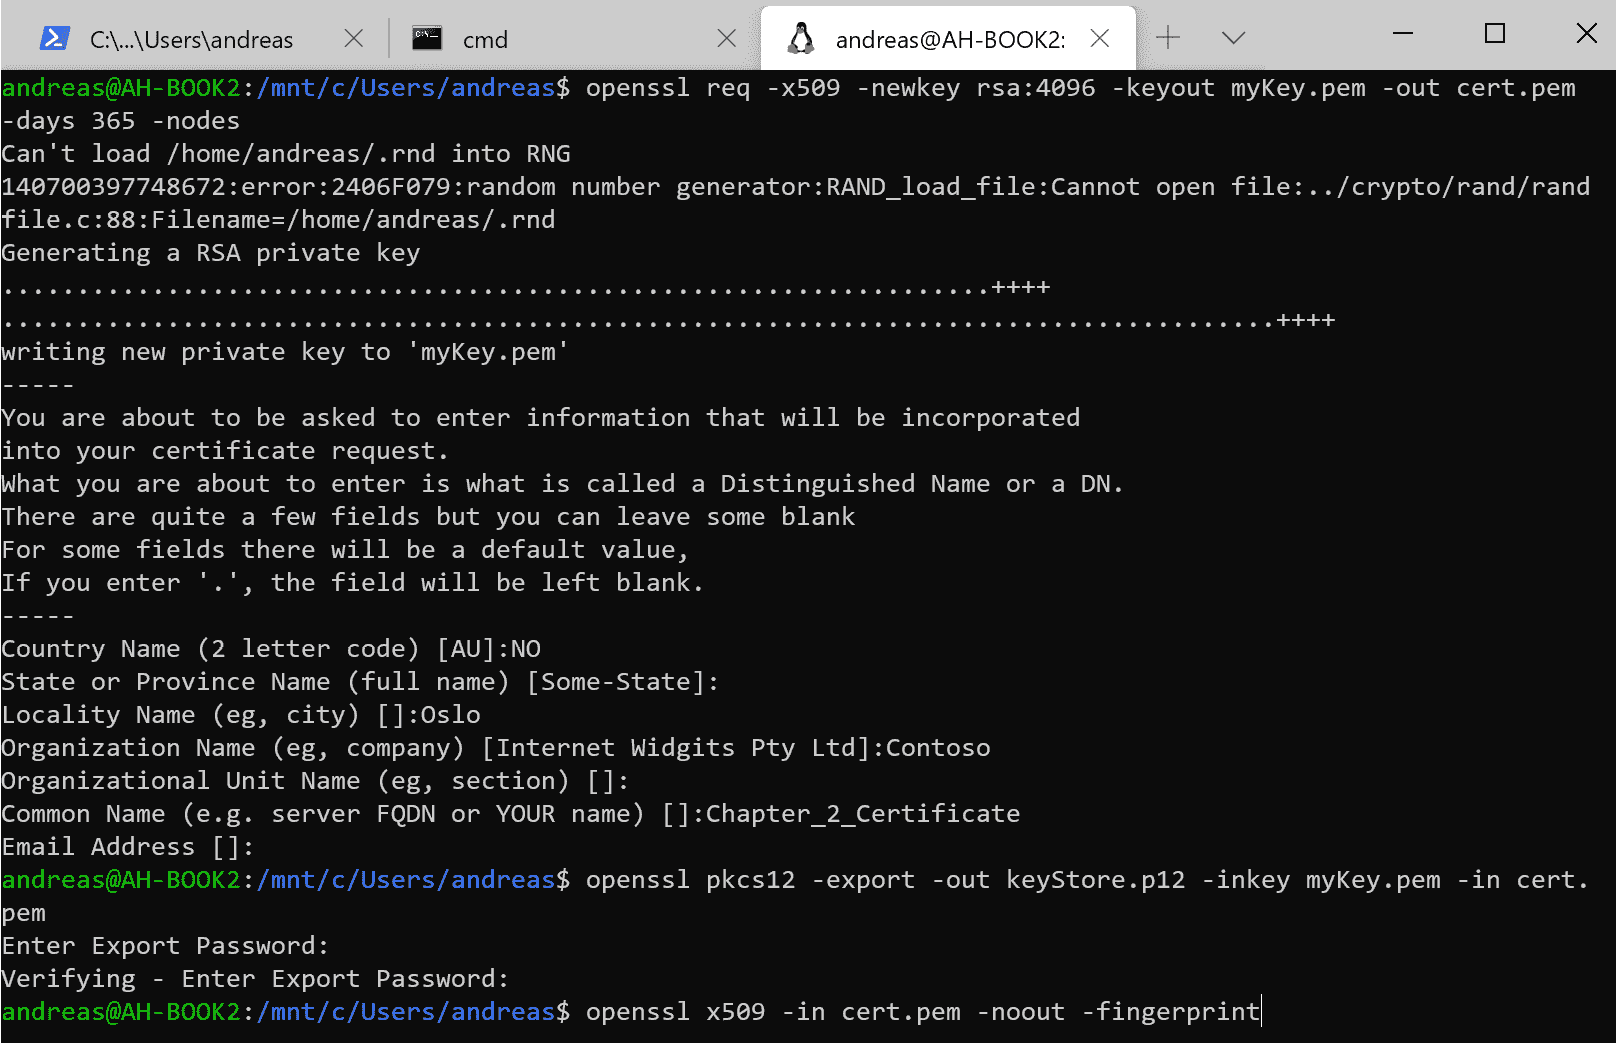 C:\...\Users\andreas
cmd
andreas@AH-BOOK2:
andreas@AH-BOOK2:/mnt/c/Users/andreas$ openssl req -x509 -newkey rsa:4096 -keyout myKey.pem -out cert.pem
-days 365 -nodes
Can't load /home/andreas/.rnd into RNG
140700397748672:error:2406F079:random number generator:RAND_load_file:Cannot open file:../crypto/rand/rand
file.c:88:Filename=/home/andreas/.rnd
Generating a RSA private key
..................................................................++++
.....................................................................................++++
writing new private key to 'myKey.pem'
-----
You are about to be asked to enter information that will be incorporated
into your certificate request.
What you are about to enter is what is called a Distinguished Name or a DN.
There are quite a few fields but you can leave some blank
For some fields there will be a default value,
If you enter '.', the field will be left blank.
-----
Country Name (2 letter code) [AU]:NO
State or Province Name (full name) [Some-State]:
Locality Name (eg, city) []:Oslo
Organization Name (eg, company) [Internet Widgits Pty Ltd]:Contoso
Organizational Unit Name (eg, section) []:
Common Name (e.g. server FQDN or YOUR name) []:Chapter_2_Certificate
Email Address []:
andreas@AH-BOOK2:/mnt/c/Users/andreas$ openssl pkcs12 -export -out keyStore.p12 -inkey myKey.pem -in cert.
pem
Enter Export Password:
Verifying - Enter Export Password:
andreas@AH-BOOK2:/mnt/c/Users/andreas$ openssl x509 -in cert.pem -noout -fingerprint